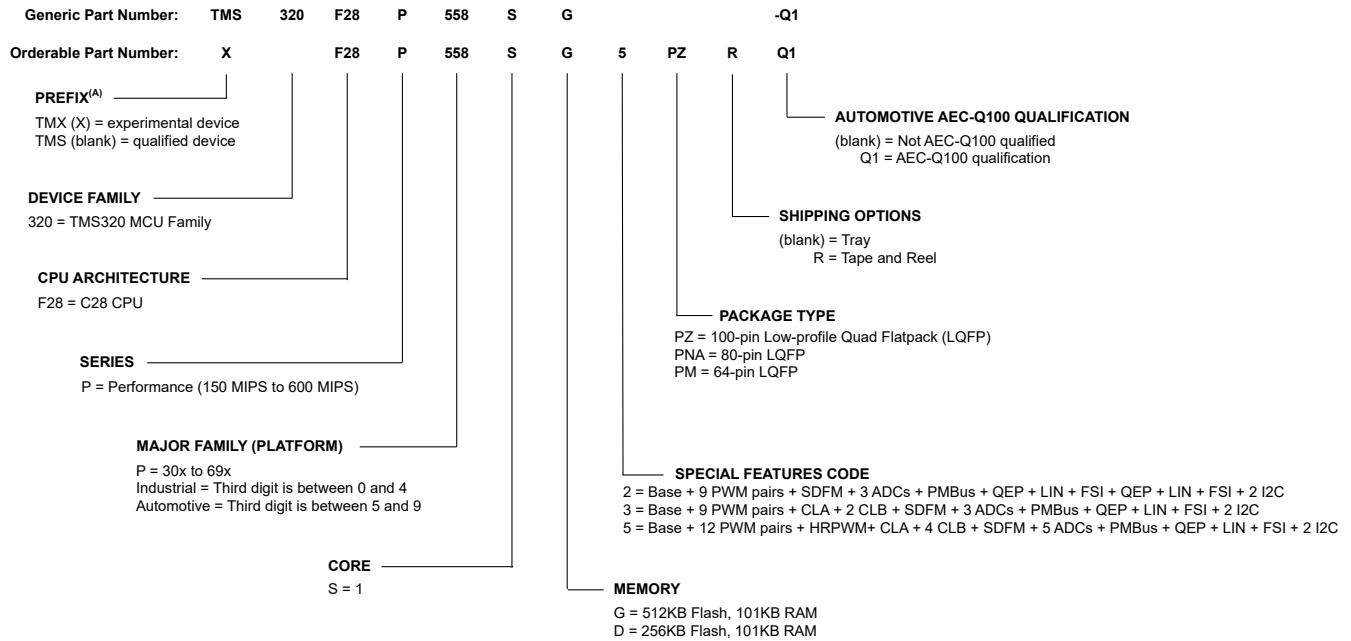 Generic Part Number: TMS 320 F28 P 558 S G -Q1
Orderable Part Number: X F28 P 558 S G 5 PZ R Q1
PREFIX(A)
TMX (X) = experimental device
TMS (blank) = qualified device
AUTOMOTIVE AEC-Q100 QUALIFICATION
(blank) = Not AEC-Q100 qualified
Q1 = AEC-Q100 qualification
DEVICE FAMILY
320 = TMS320 MCU Family
SHIPPING OPTIONS
(blank) = Tray
R = Tape and Reel
CPU ARCHITECTURE
F28 = C28 CPU
PACKAGE TYPE
PZ = 100-pin Low-profile Quad Flatpack (LQFP)
PNA = 80-pin LQFP
PM = 64-pin LQFP
SERIES
P = Performance (150 MIPS to 600 MIPS)
MAJOR FAMILY (PLATFORM)
P = 30x to 69x
Industrial = Third digit is between 0 and 4
Automotive = Third digit is between 5 and 9
SPECIAL FEATURES CODE
2 = Base + 9 PWM pairs + SDFM + 3 ADCs + PMBus + QEP + LIN + FSI + QEP + LIN + FSI + 2 I2C
3 = Base + 9 PWM pairs + CLA + 2 CLB + SDFM + 3 ADCs + PMBus + QEP + LIN + FSI + 2 I2C
5 = Base + 12 PWM pairs + HRPWM+ CLA + 4 CLB + SDFM + 5 ADCs + PMBus + QEP + LIN + FSI + 2 I2C
CORE
S = 1
MEMORY
G = 512KB Flash, 101KB RAM
D = 256KB Flash, 101KB RAM